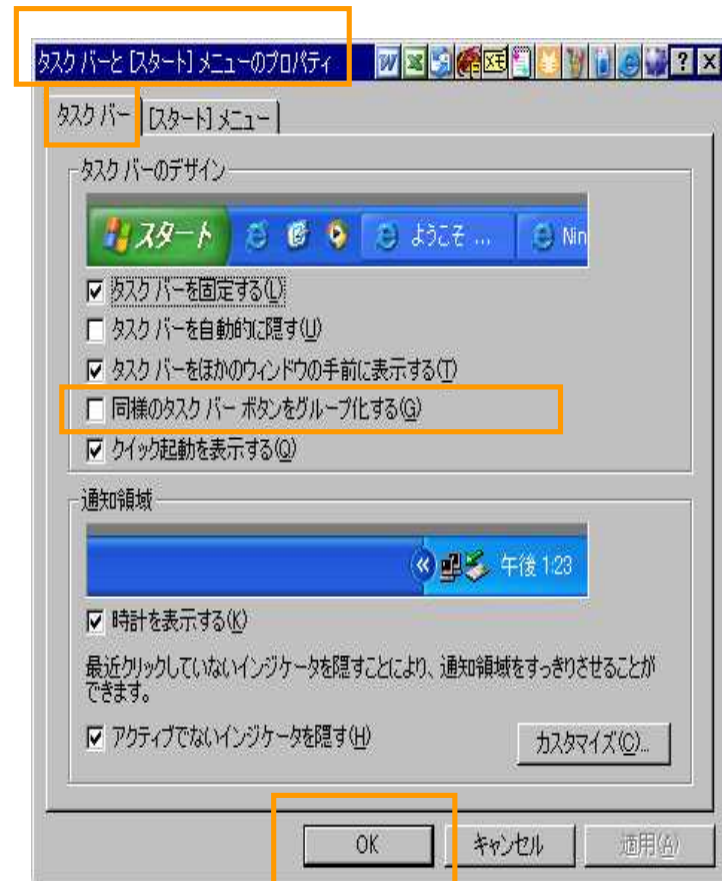 タスク バーと [スタート] メニューのプロパティ
タスク バー
[スタート] メニュー
タスク バーのデザイン
スタート
ようこそ ...
Nin
タスク バーを固定する(L)
タスク バーを自動的に隠す(U)
タスク バーをほかのウィンドウの手前に表示する(T)
同様のタスク バー ボタンをグループ化する(G)
クイック起動を表示する(Q)
通知領域
午後 1:23
時計を表示する(K)
最近クリックしていないインジケータを隠すことにより、通知領域をすっきりさせることが
できます。
アクティブでないインジケータを隠す(H)
カスタマイズ(C)...
OK
キャンセル
適用(A)